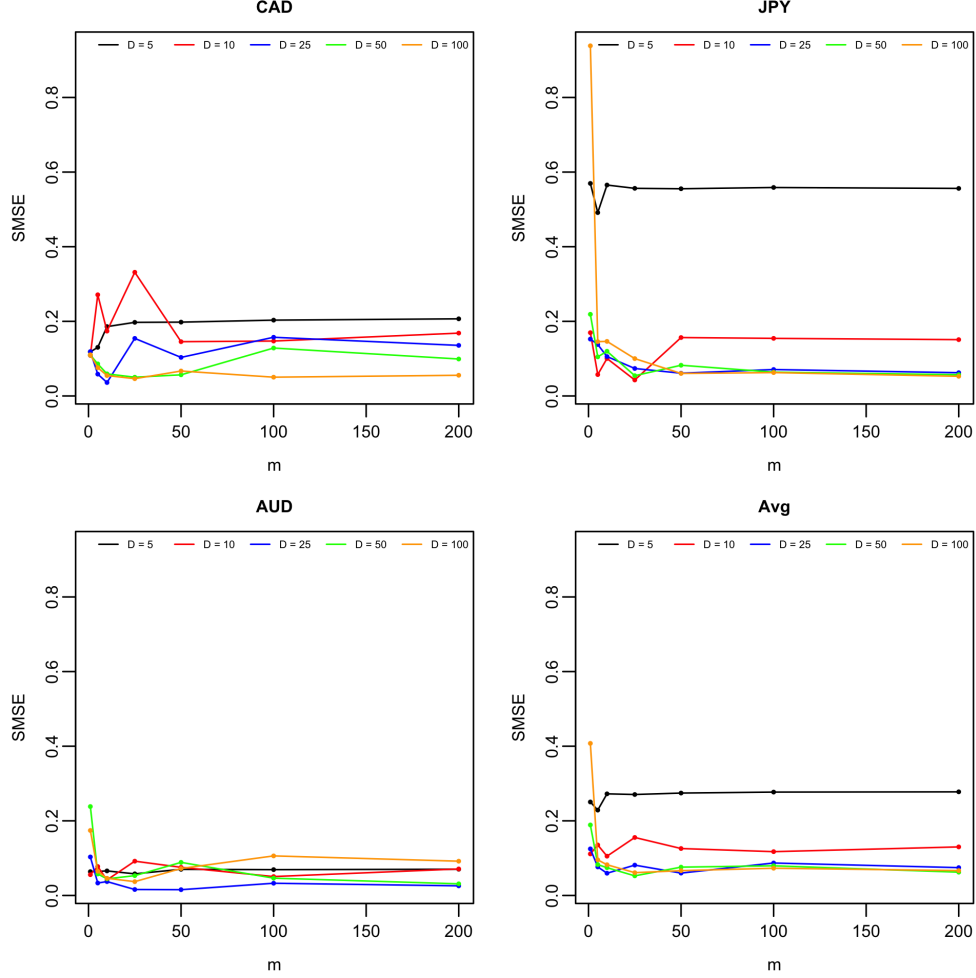 CAD
D = 5 D = 10 D = 25 D = 50 D = 100
SMSE
0.0 0.2 0.4 0.6 0.8
0 50 100 150 200
m
JPY
D = 5 D = 10 D = 25 D = 50 D = 100
SMSE
0.0 0.2 0.4 0.6 0.8
0 50 100 150 200
m
AUD
D = 5 D = 10 D = 25 D = 50 D = 100
SMSE
0.0 0.2 0.4 0.6 0.8
0 50 100 150 200
m
Avg
D = 5 D = 10 D = 25 D = 50 D = 100
SMSE
0.0 0.2 0.4 0.6 0.8
0 50 100 150 200
m